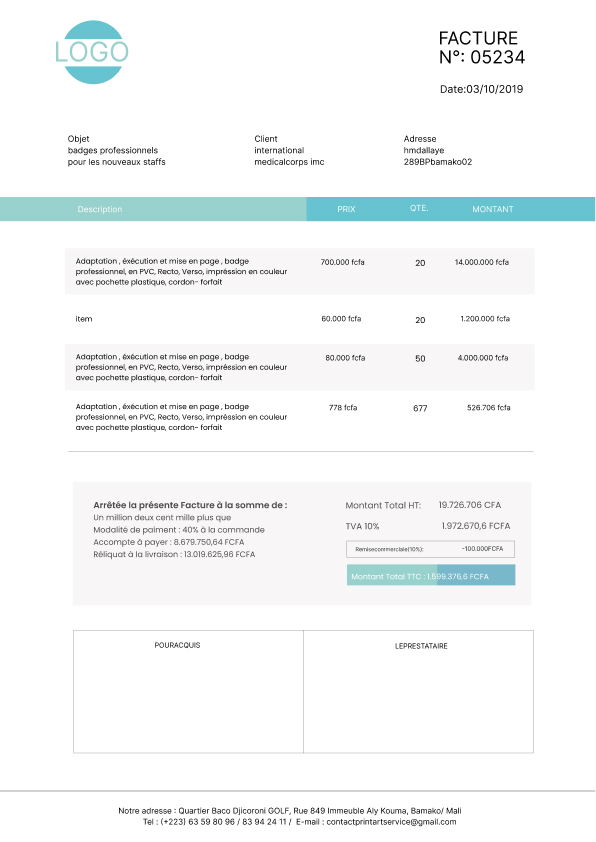 LOGO
FACTURE
N°: 05234
Date:03/10/2019
Objet
badges professionnels
pour les nouveaux staffs
Client
international
medicalcorps imc
Adresse
hmdallaye
289BPbamako02
Description PRIX QTE. MONTANT
Adaptation , éxécution et mise en page , badge
professionnel, en PVC, Recto, Verso, impréssion en couleur
avec pochette plastique, cordon- forfait
700.000 fcfa 20 14.000.000 fcfa
item 60.000 fcfa 20 1.200.000 fcfa
Adaptation , éxécution et mise en page , badge
professionnel, en PVC, Recto, Verso, impréssion en couleur
avec pochette plastique, cordon- forfait
80.000 fcfa 50 4.000.000 fcfa
Adaptation , éxécution et mise en page , badge
professionnel, en PVC, Recto, Verso, impréssion en couleur
avec pochette plastique, cordon- forfait
778 fcfa 677 526.706 fcfa
Arrêtée la présente Facture à la somme de :
Un million deux cent mille plus que
Modalité de paiment : 40% à la commande
Accompte à payer : 8.679.750,64 FCFA
Réliquat à la livraison : 13.019.625,96 FCFA
Montant Total HT: 19.726.706 CFA
TVA 10% 1.972.670,6 FCFA
Remisecommerciale(10%): -100.000FCFA
Montant Total TTC : 1,599.376,6 FCFA
POURACQUIS LEPRESTATAIRE
Notre adresse : Quartier Baco Djicoroni GOLF, Rue 849 Immeuble Aly Kouma, Bamako/ Mali
Tel : (+223) 63 59 80 96 / 83 94 24 11 / E-mail : contactprintartservice@gmail.com